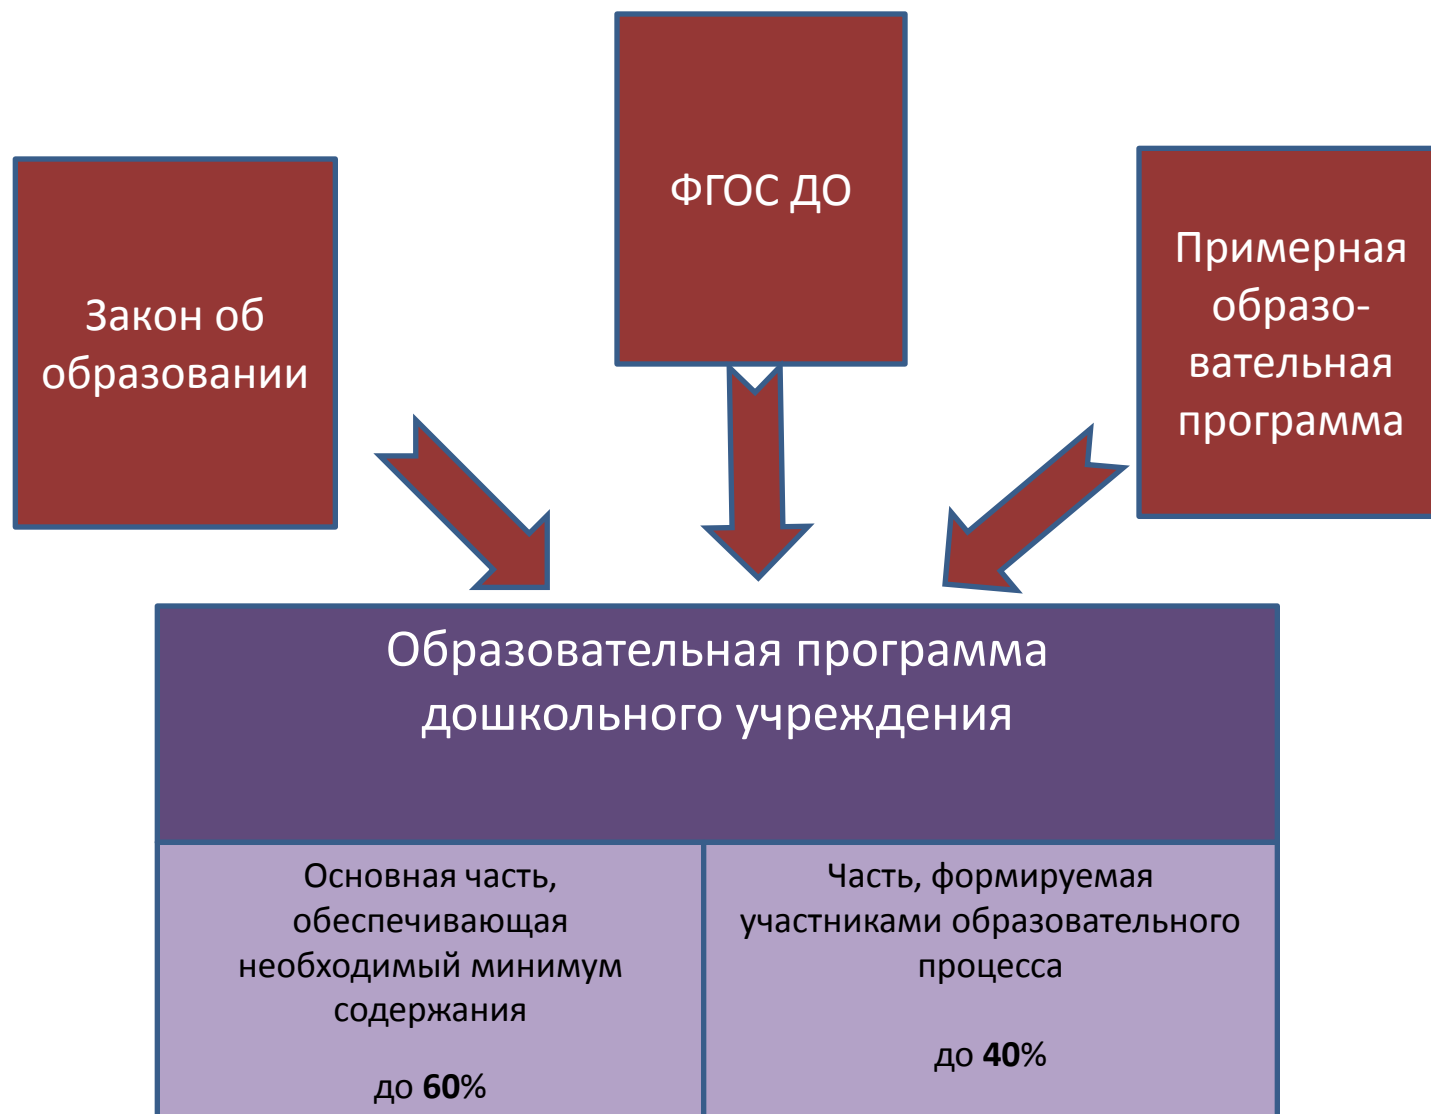 ФГОС ДО
Закон об
образовании
Примерная
образо-
вательная
программа
Образовательная программа
дошкольного учреждения
Основная часть,
обеспечивающая
необходимый минимум
содержания
до 60%
Часть, формируемая
участниками образовательного
процесса
до 40%